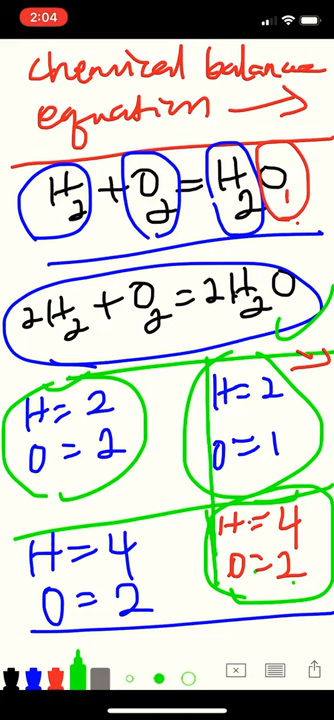 2:04
chemical balance
equation →
H₂ + O₂ = H₂O
2H₂ + O₂ = 2H₂O
H = 2 H = 2
O = 2 O = 1
H = 4 H = 4
O = 2 O = 2